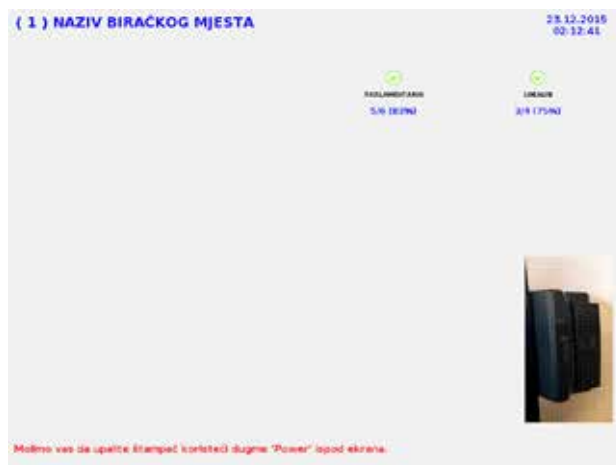 ( 1 ) NAZIV BIRAČKOG MJESTA
23.12.2015
02:12:41
PARLAMENTARNI
LOKALNI
5/6 (83%)
3/4 (75%)
Molimo vas da upalite štampač koristeći dugme "Power" ispod ekrana.